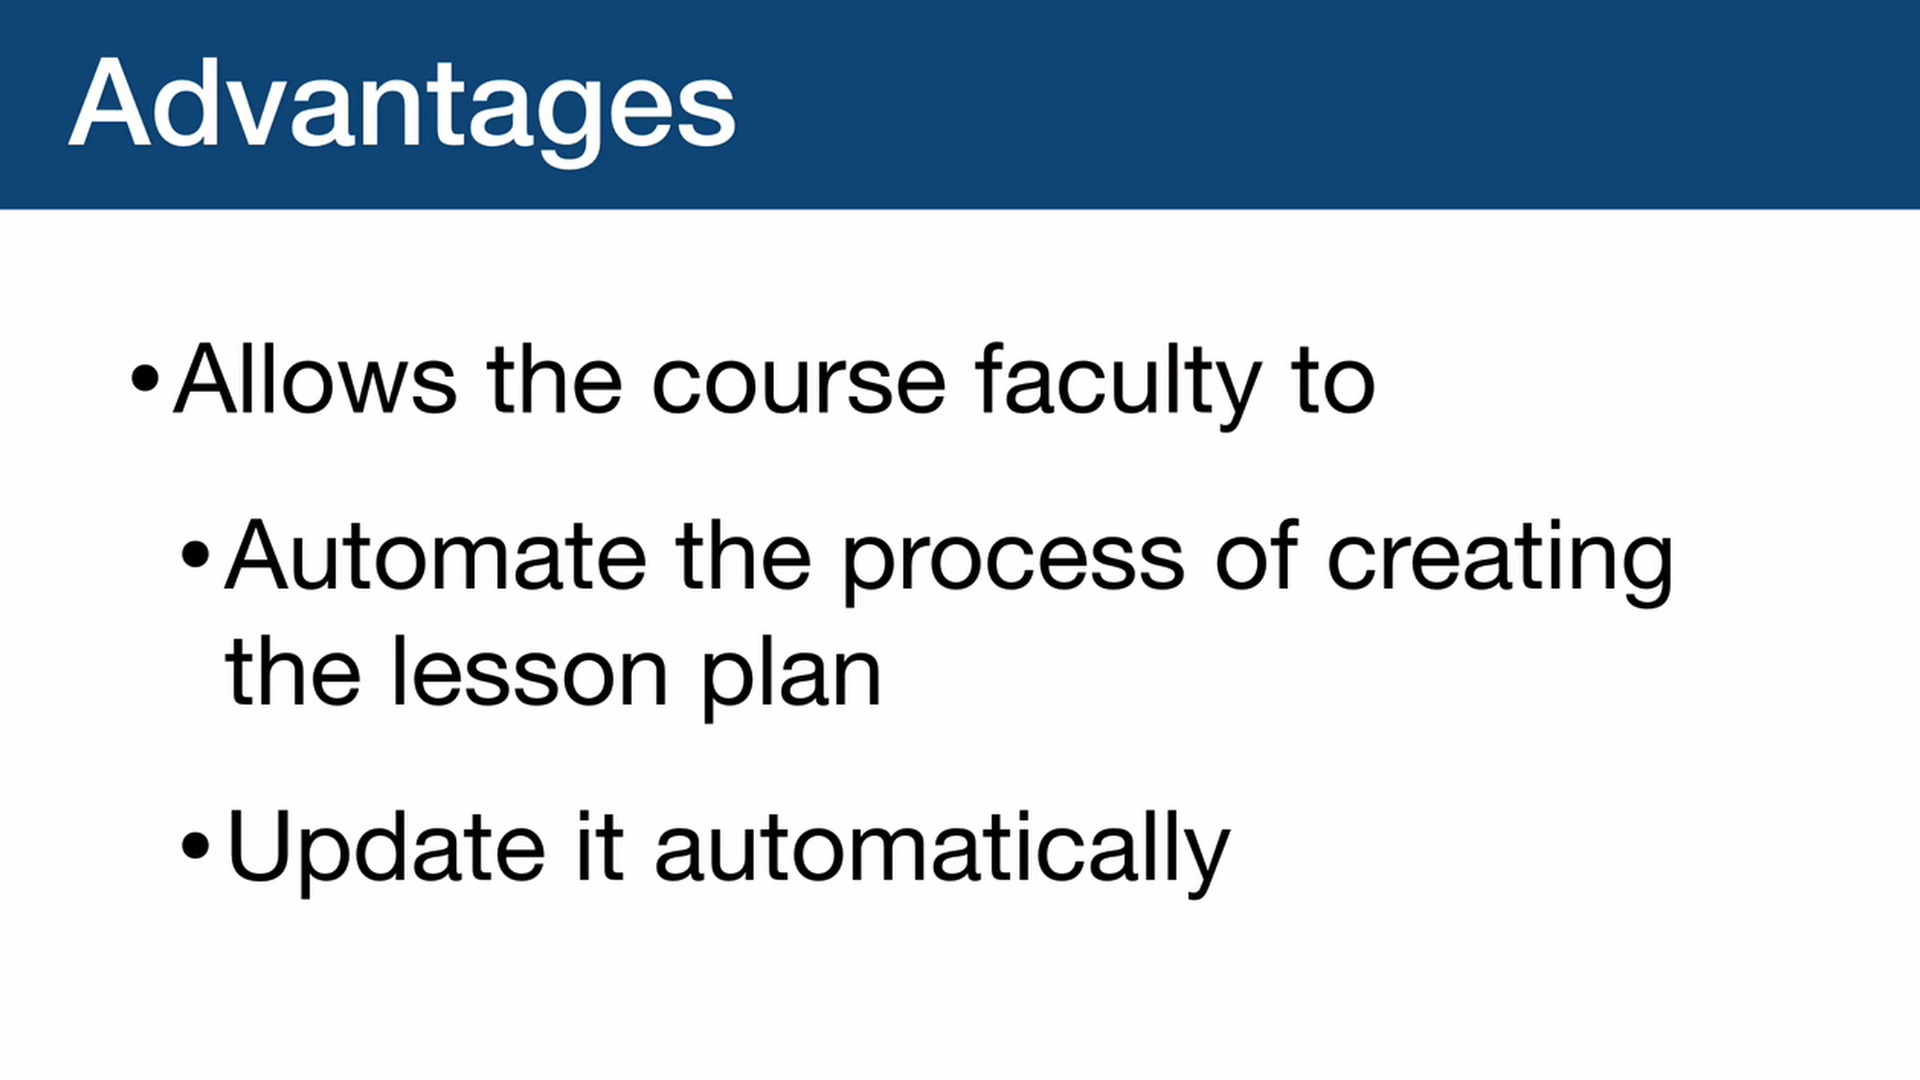 Advantages
•Allows the course faculty to
•Automate the process of creating
the lesson plan
•Update it automatically